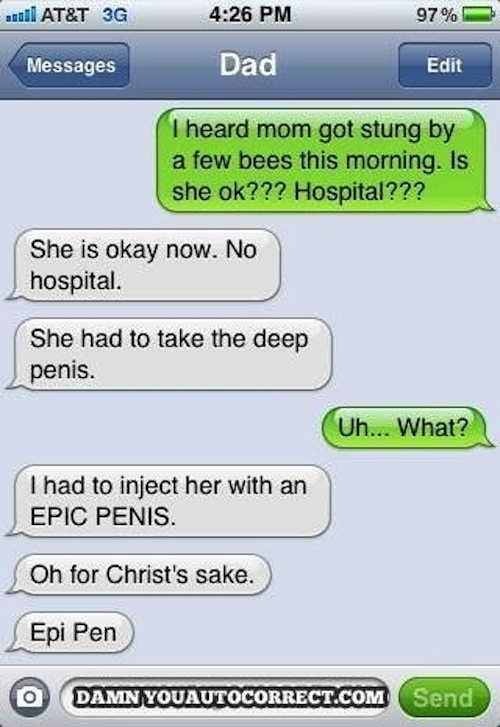 AT&T 3G 4:26 PM 97%
Messages Dad Edit
I heard mom got stung by
a few bees this morning. Is
she ok??? Hospital???
She is okay now. No
hospital.
She had to take the deep
penis.
Uh... What?
I had to inject her with an
EPIC PENIS.
Oh for Christ's sake.
Epi Pen
DAMNYOUAUTOCORRECT.COM Send